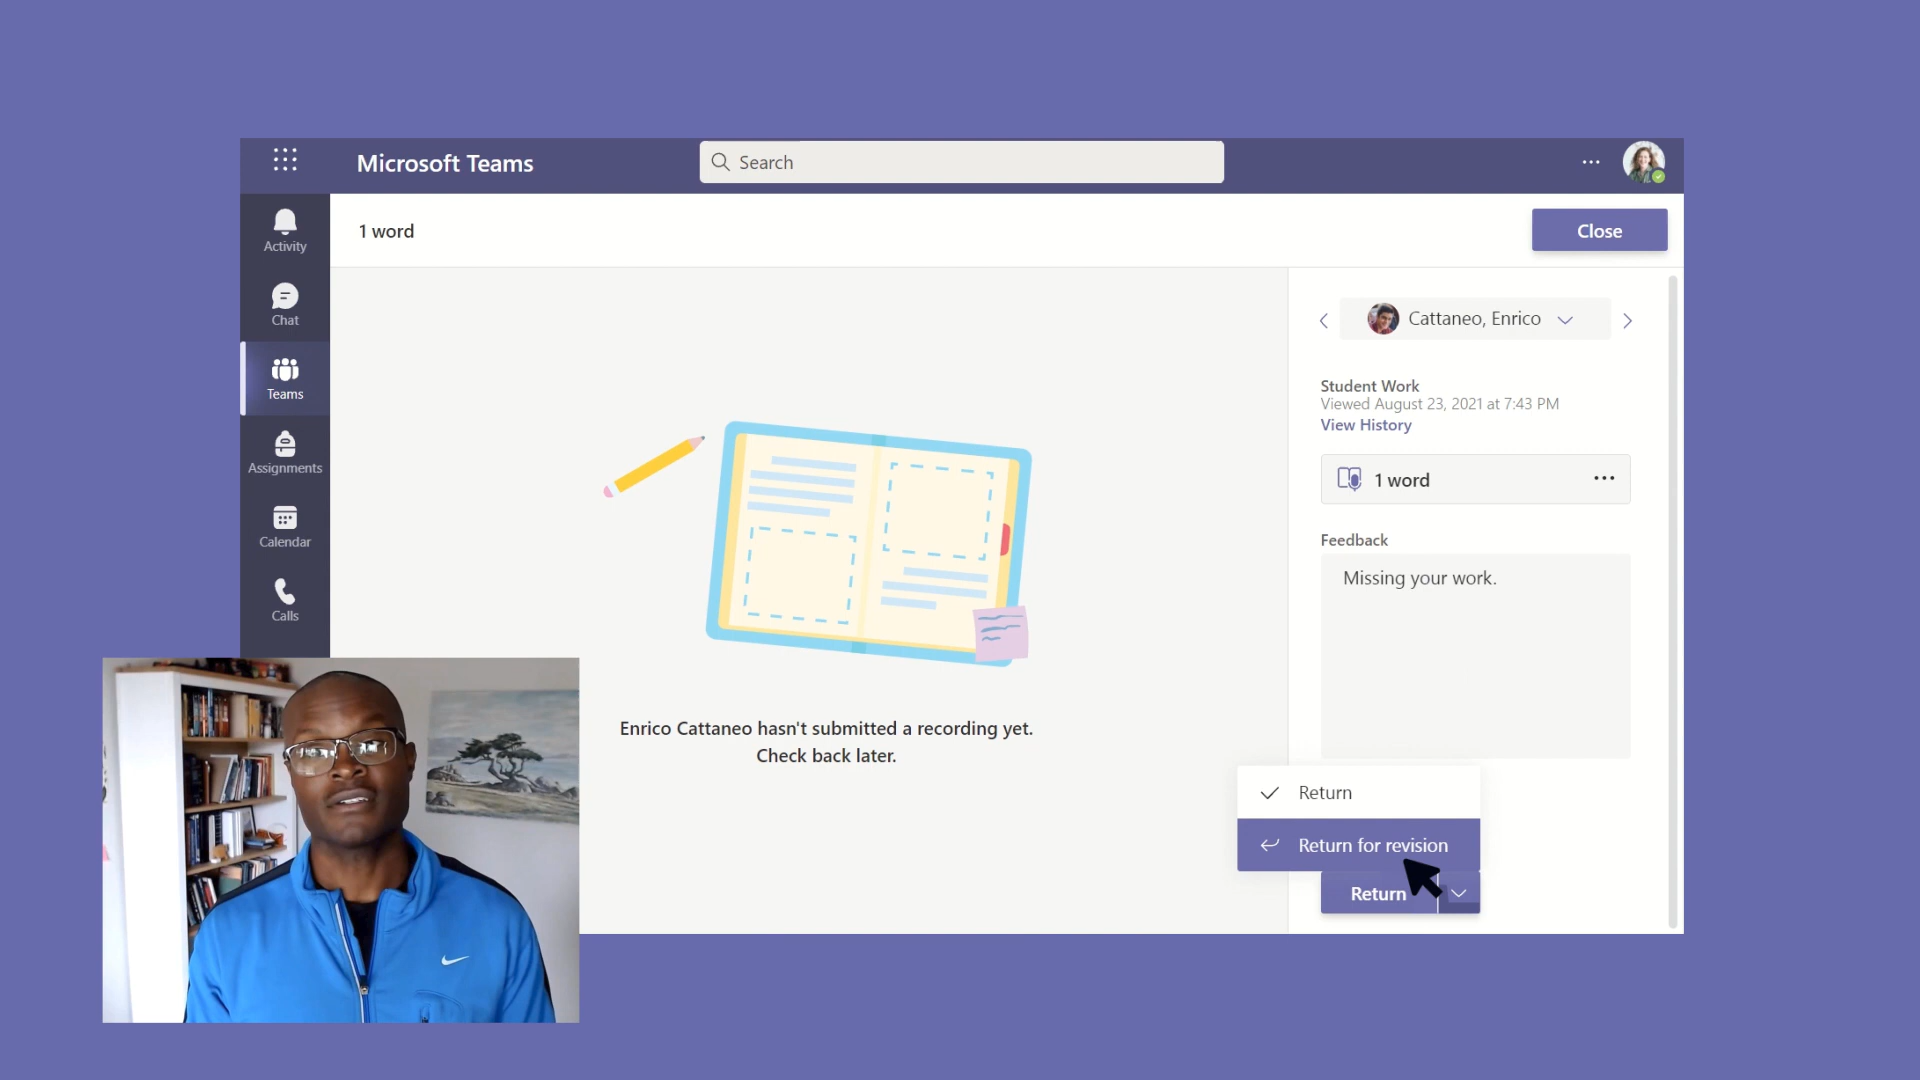 Microsoft Teams
Search
Activity
Chat
Teams
Assignments
Calendar
Calls
1 word
Close
Cattaneo, Enrico
Student Work
Viewed August 23, 2021 at 7:43 PM
View History
1 word
Feedback
Missing your work.
Enrico Cattaneo hasn't submitted a recording yet.
Check back later.
Return
Return for revision
Return